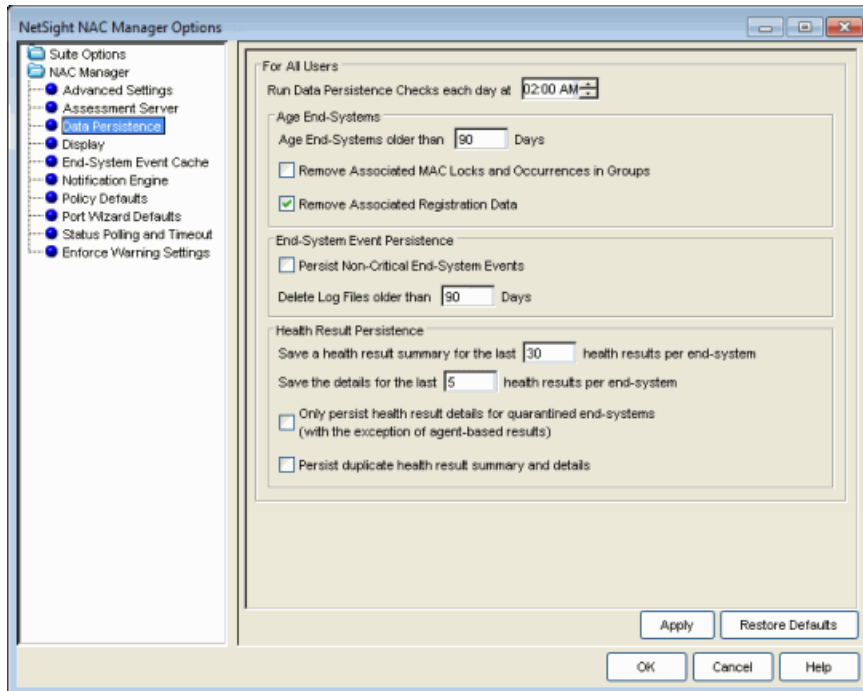 NetSight NAC Manager Options
Suite Options
NAC Manager
Advanced Settings
Assessment Server
Data Persistence
Display
End-System Event Cache
Notification Engine
Policy Defaults
Port Wizard Defaults
Status Polling and Timeout
Enforce Warning Settings
For All Users
Run Data Persistence Checks each day at 02:00 AM
Age End-Systems
Age End-Systems older than 90 Days
Remove Associated MAC Locks and Occurrences in Groups
Remove Associated Registration Data
End-System Event Persistence
Persist Non-Critical End-System Events
Delete Log Files older than 90 Days
Health Result Persistence
Save a health result summary for the last 30 health results per end-system
Save the details for the last 5 health results per end-system
Only persist health result details for quarantined end-systems
(with the exception of agent-based results)
Persist duplicate health result summary and details
Apply Restore Defaults
OK Cancel Help